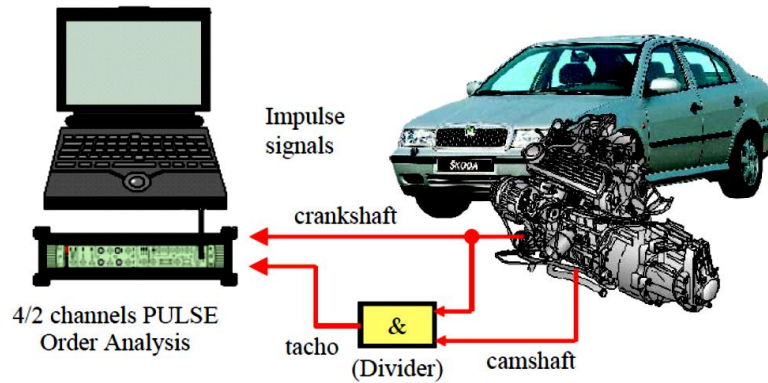 Impulse
signals
ŠKODA
crankshaft
4/2 channels PULSE
Order Analysis
tacho
&
(Divider)
camshaft